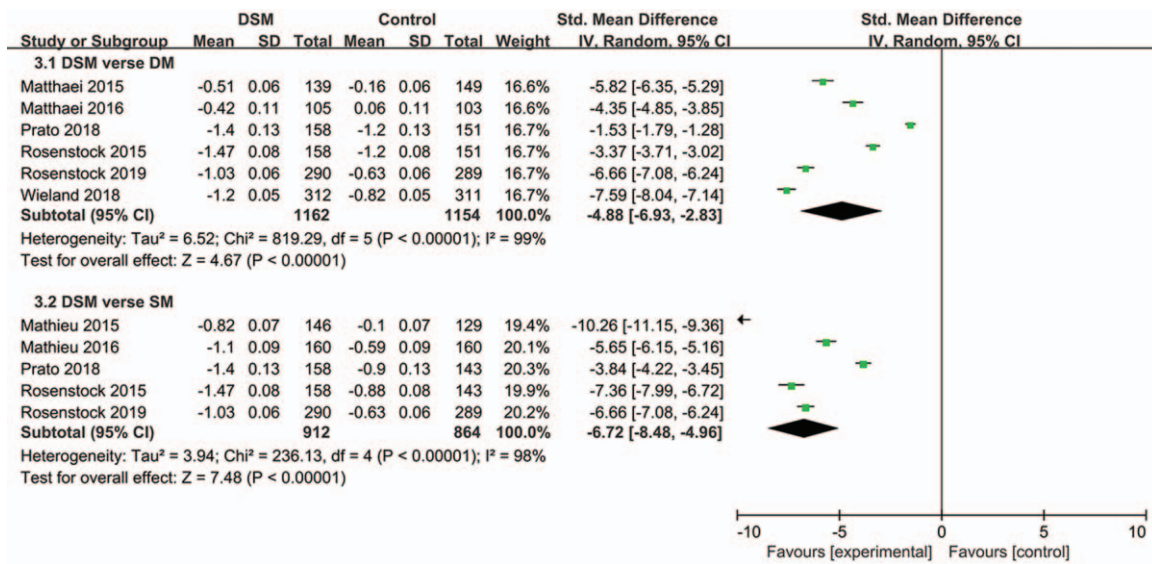 DSM Control Std. Mean Difference Std. Mean Difference
Study or Subgroup Mean SD Total Mean SD Total Weight IV, Random, 95% CI IV, Random, 95% CI
3.1 DSM verse DM
Matthaei 2015 -0.51 0.06 139 -0.16 0.06 149 16.6% -5.82 [-6.35, -5.29]
Matthaei 2016 -0.42 0.11 105 0.06 0.11 103 16.6% -4.35 [-4.85, -3.85]
Prato 2018 -1.4 0.13 158 -1.2 0.13 151 16.7% -1.53 [-1.79, -1.28]
Rosenstock 2015 -1.47 0.08 158 -1.2 0.08 151 16.7% -3.37 [-3.71, -3.02]
Rosenstock 2019 -1.03 0.06 290 -0.63 0.06 289 16.7% -6.66 [-7.08, -6.24]
Wieland 2018 -1.2 0.05 312 -0.82 0.05 311 16.7% -7.59 [-8.04, -7.14]
Subtotal (95% CI) 1162 1154 100.0% -4.88 [-6.93, -2.83]
Heterogeneity: Tau² = 6.52; Chi² = 819.29, df = 5 (P < 0.00001); I² = 99%
Test for overall effect: Z = 4.67 (P < 0.00001)
3.2 DSM verse SM
Mathieu 2015 -0.82 0.07 146 -0.1 0.07 129 19.4% -10.26 [-11.15, -9.36]
Mathieu 2016 -1.1 0.09 160 -0.59 0.09 160 20.1% -5.65 [-6.15, -5.16]
Prato 2018 -1.4 0.13 158 -0.9 0.13 143 20.3% -3.84 [-4.22, -3.45]
Rosenstock 2015 -1.47 0.08 158 -0.88 0.08 143 19.9% -7.36 [-7.99, -6.72]
Rosenstock 2019 -1.03 0.06 290 -0.63 0.06 289 20.2% -6.66 [-7.08, -6.24]
Subtotal (95% CI) 912 864 100.0% -6.72 [-8.48, -4.96]
Heterogeneity: Tau² = 3.94; Chi² = 236.13, df = 4 (P < 0.00001); I² = 98%
Test for overall effect: Z = 7.48 (P < 0.00001)
-10 -5 0 5 10
Favours [experimental] Favours [control]